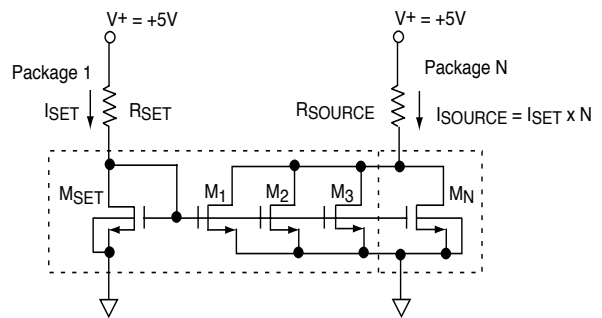 V+ = +5V
V+ = +5V
Package 1
Package N
ISET
RSET
RSOURCE
ISOURCE = ISET x N
MSET
M1
M2
M3
MN